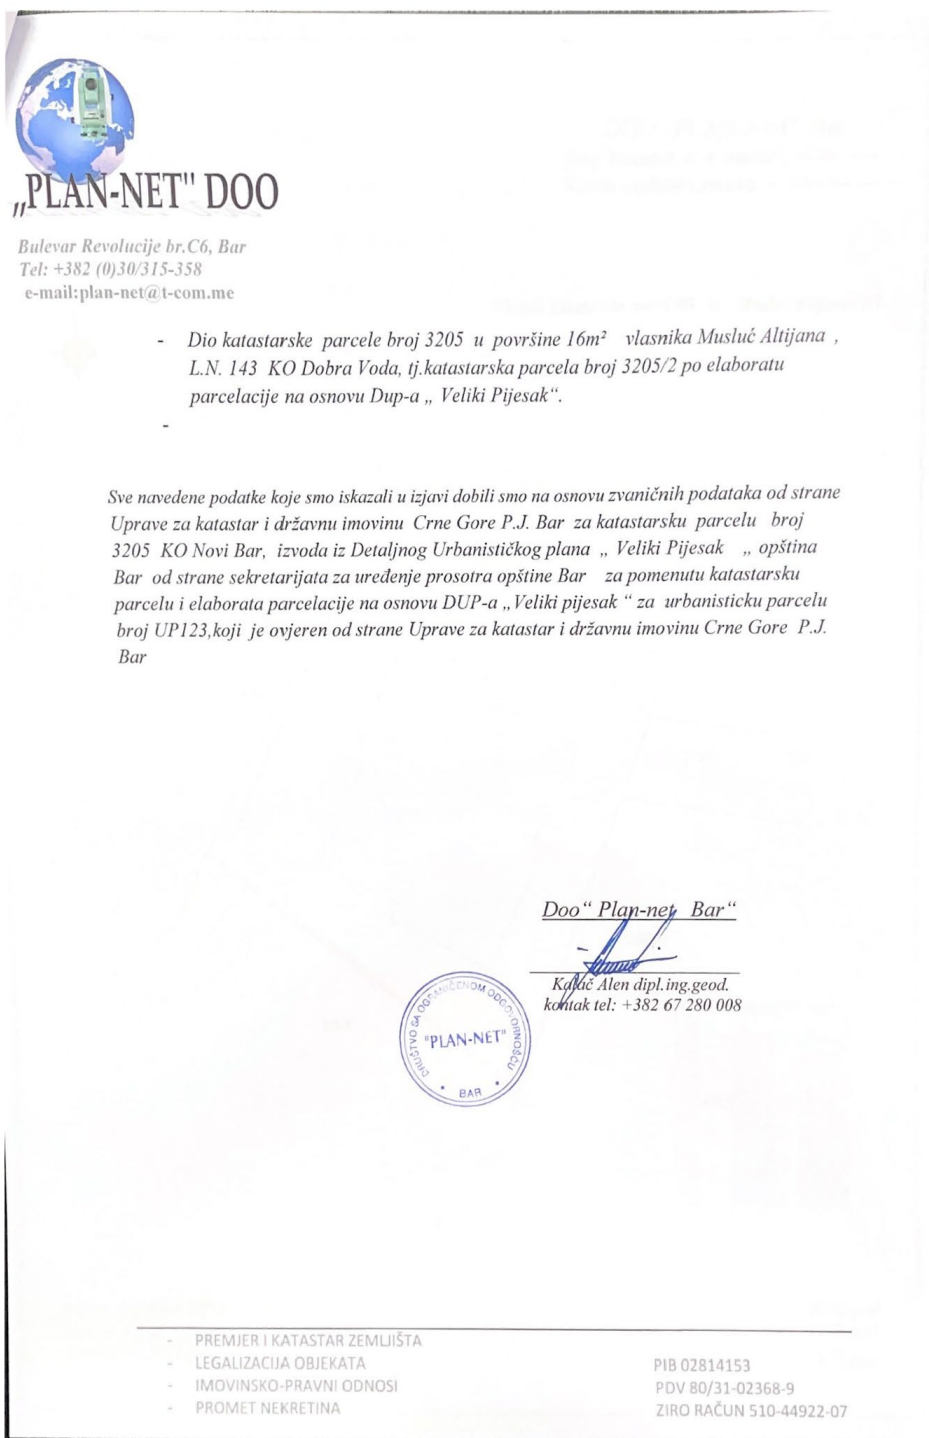 „PLAN-NET" DOO
Bulevar Revolucije br.C6, Bar
Tel: +382 (0)30/315-358
e-mail:plan-net@t-com.me
- Dio katastarske parcele broj 3205 u površine 16m² vlasnika Musluć Altijana ,
L.N. 143 KO Dobra Voda, tj.katastarska parcela broj 3205/2 po elaboratu
parcelacije na osnovu Dup-a „ Veliki Pijesak“.
-
Sve navedene podatke koje smo iskazali u izjavi dobili smo na osnovu zvaničnih podataka od strane
Uprave za katastar i državnu imovinu Crne Gore P.J. Bar za katastarsku parcelu broj
3205 KO Novi Bar, izvoda iz Detaljnog Urbanističkog plana „ Veliki Pijesak „ opština
Bar od strane sekretarijata za uređenje prosotra opštine Bar za pomenutu katastarsku
parcelu i elaborata parcelacije na osnovu DUP-a „Veliki pijesak “ za urbanisticku parcelu
broj UP123,koji je ovjeren od strane Uprave za katastar i državnu imovinu Crne Gore P.J.
Bar
Doo“ Plan-net Bar“
Alen dipl.ing.geod.
kontak tel: +382 67 280 008
DRUŠTVO SA OGRANIČENOM ODGOVORNOŠĆU
"PLAN-NET"
BAR
- PREMJER I KATASTAR ZEMLJIŠTA
- LEGALIZACIJA OBJEKATA
- IMOVINSKO-PRAVNI ODNOSI
- PROMET NEKRETINA
PIB 02814153
PDV 80/31-02368-9
ZIRO RAČUN 510-44922-07